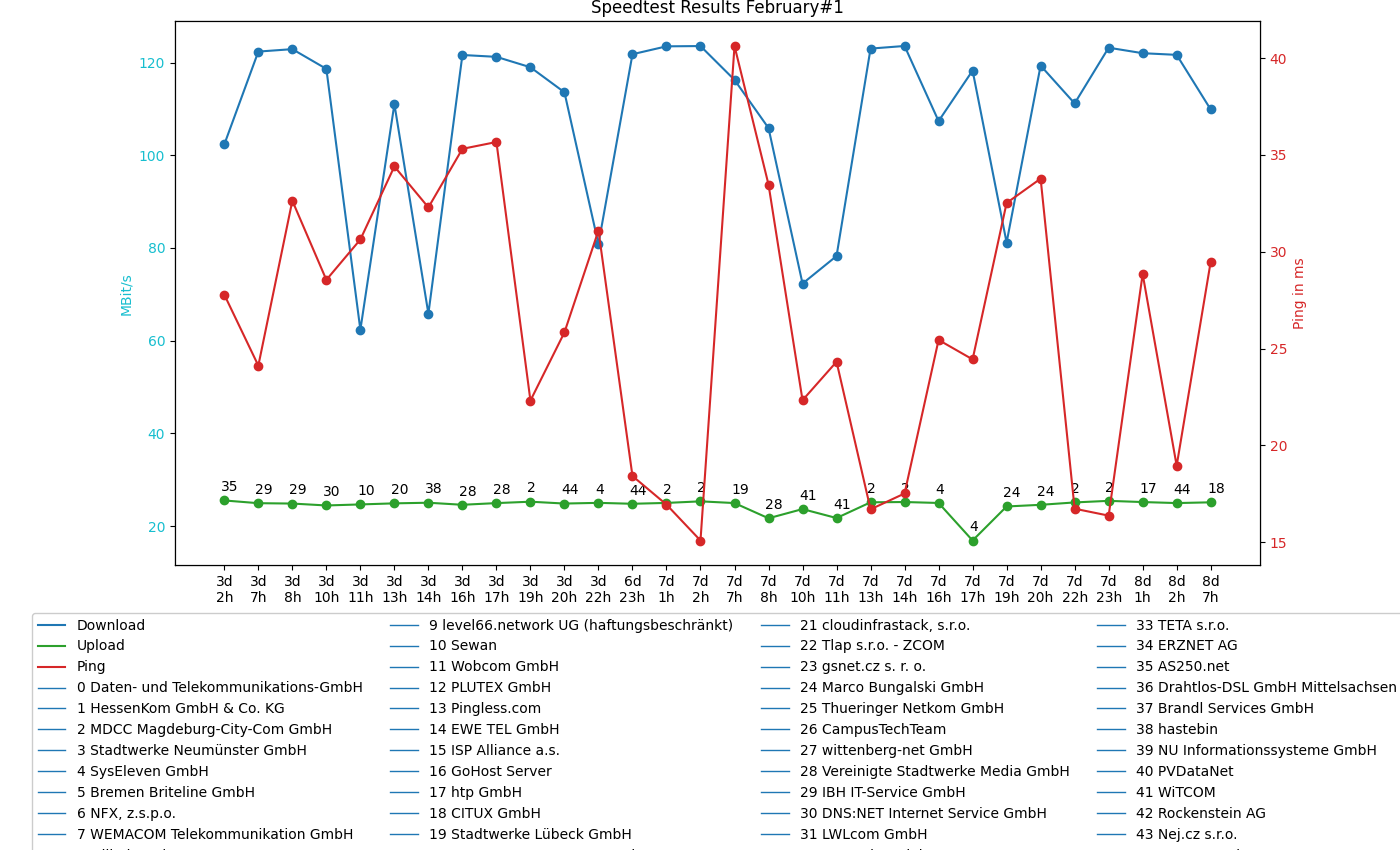 Speedtest Results February#1
MBit/s
120
100
80
60
40
20
Ping in ms
40
35
30
25
20
15
35 29 29 30 10 20 38 28 28 2 44 4 44 2 2 19 28 41 41 2 2 4 4 24 24 2 2 17 44 18
3d 3d 3d 3d 3d 3d 3d 3d 3d 3d 3d 3d 6d 7d 7d 7d 7d 7d 7d 7d 7d 7d 7d 7d 7d 7d 7d 8d 8d 8d
2h 7h 8h 10h 11h 13h 14h 16h 17h 19h 20h 22h 23h 1h 2h 7h 8h 10h 11h 13h 14h 16h 17h 19h 20h 22h 23h 1h 2h 7h
Download
Upload
Ping
0 Daten- und Telekommunikations-GmbH
1 HessenKom GmbH & Co. KG
2 MDCC Magdeburg-City-Com GmbH
3 Stadtwerke Neumünster GmbH
4 SysEleven GmbH
5 Bremen Briteline GmbH
6 NFX, z.s.p.o.
7 WEMACOM Telekommunikation GmbH
9 level66.network UG (haftungsbeschränkt)
10 Sewan
11 Wobcom GmbH
12 PLUTEX GmbH
13 Pingless.com
14 EWE TEL GmbH
15 ISP Alliance a.s.
16 GoHost Server
17 htp GmbH
18 CITUX GmbH
19 Stadtwerke Lübeck GmbH
21 cloudinfrastack, s.r.o.
22 Tlap s.r.o. - ZCOM
23 gsnet.cz s. r. o.
24 Marco Bungalski GmbH
25 Thueringer Netkom GmbH
26 CampusTechTeam
27 wittenberg-net GmbH
28 Vereinigte Stadtwerke Media GmbH
29 IBH IT-Service GmbH
30 DNS:NET Internet Service GmbH
31 LWLcom GmbH
33 TETA s.r.o.
34 ERZNET AG
35 AS250.net
36 Drahtlos-DSL GmbH Mittelsachsen
37 Brandl Services GmbH
38 hastebin
39 NU Informationssysteme GmbH
40 PVDataNet
41 WiTCOM
42 Rockenstein AG
43 Nej.cz s.r.o.